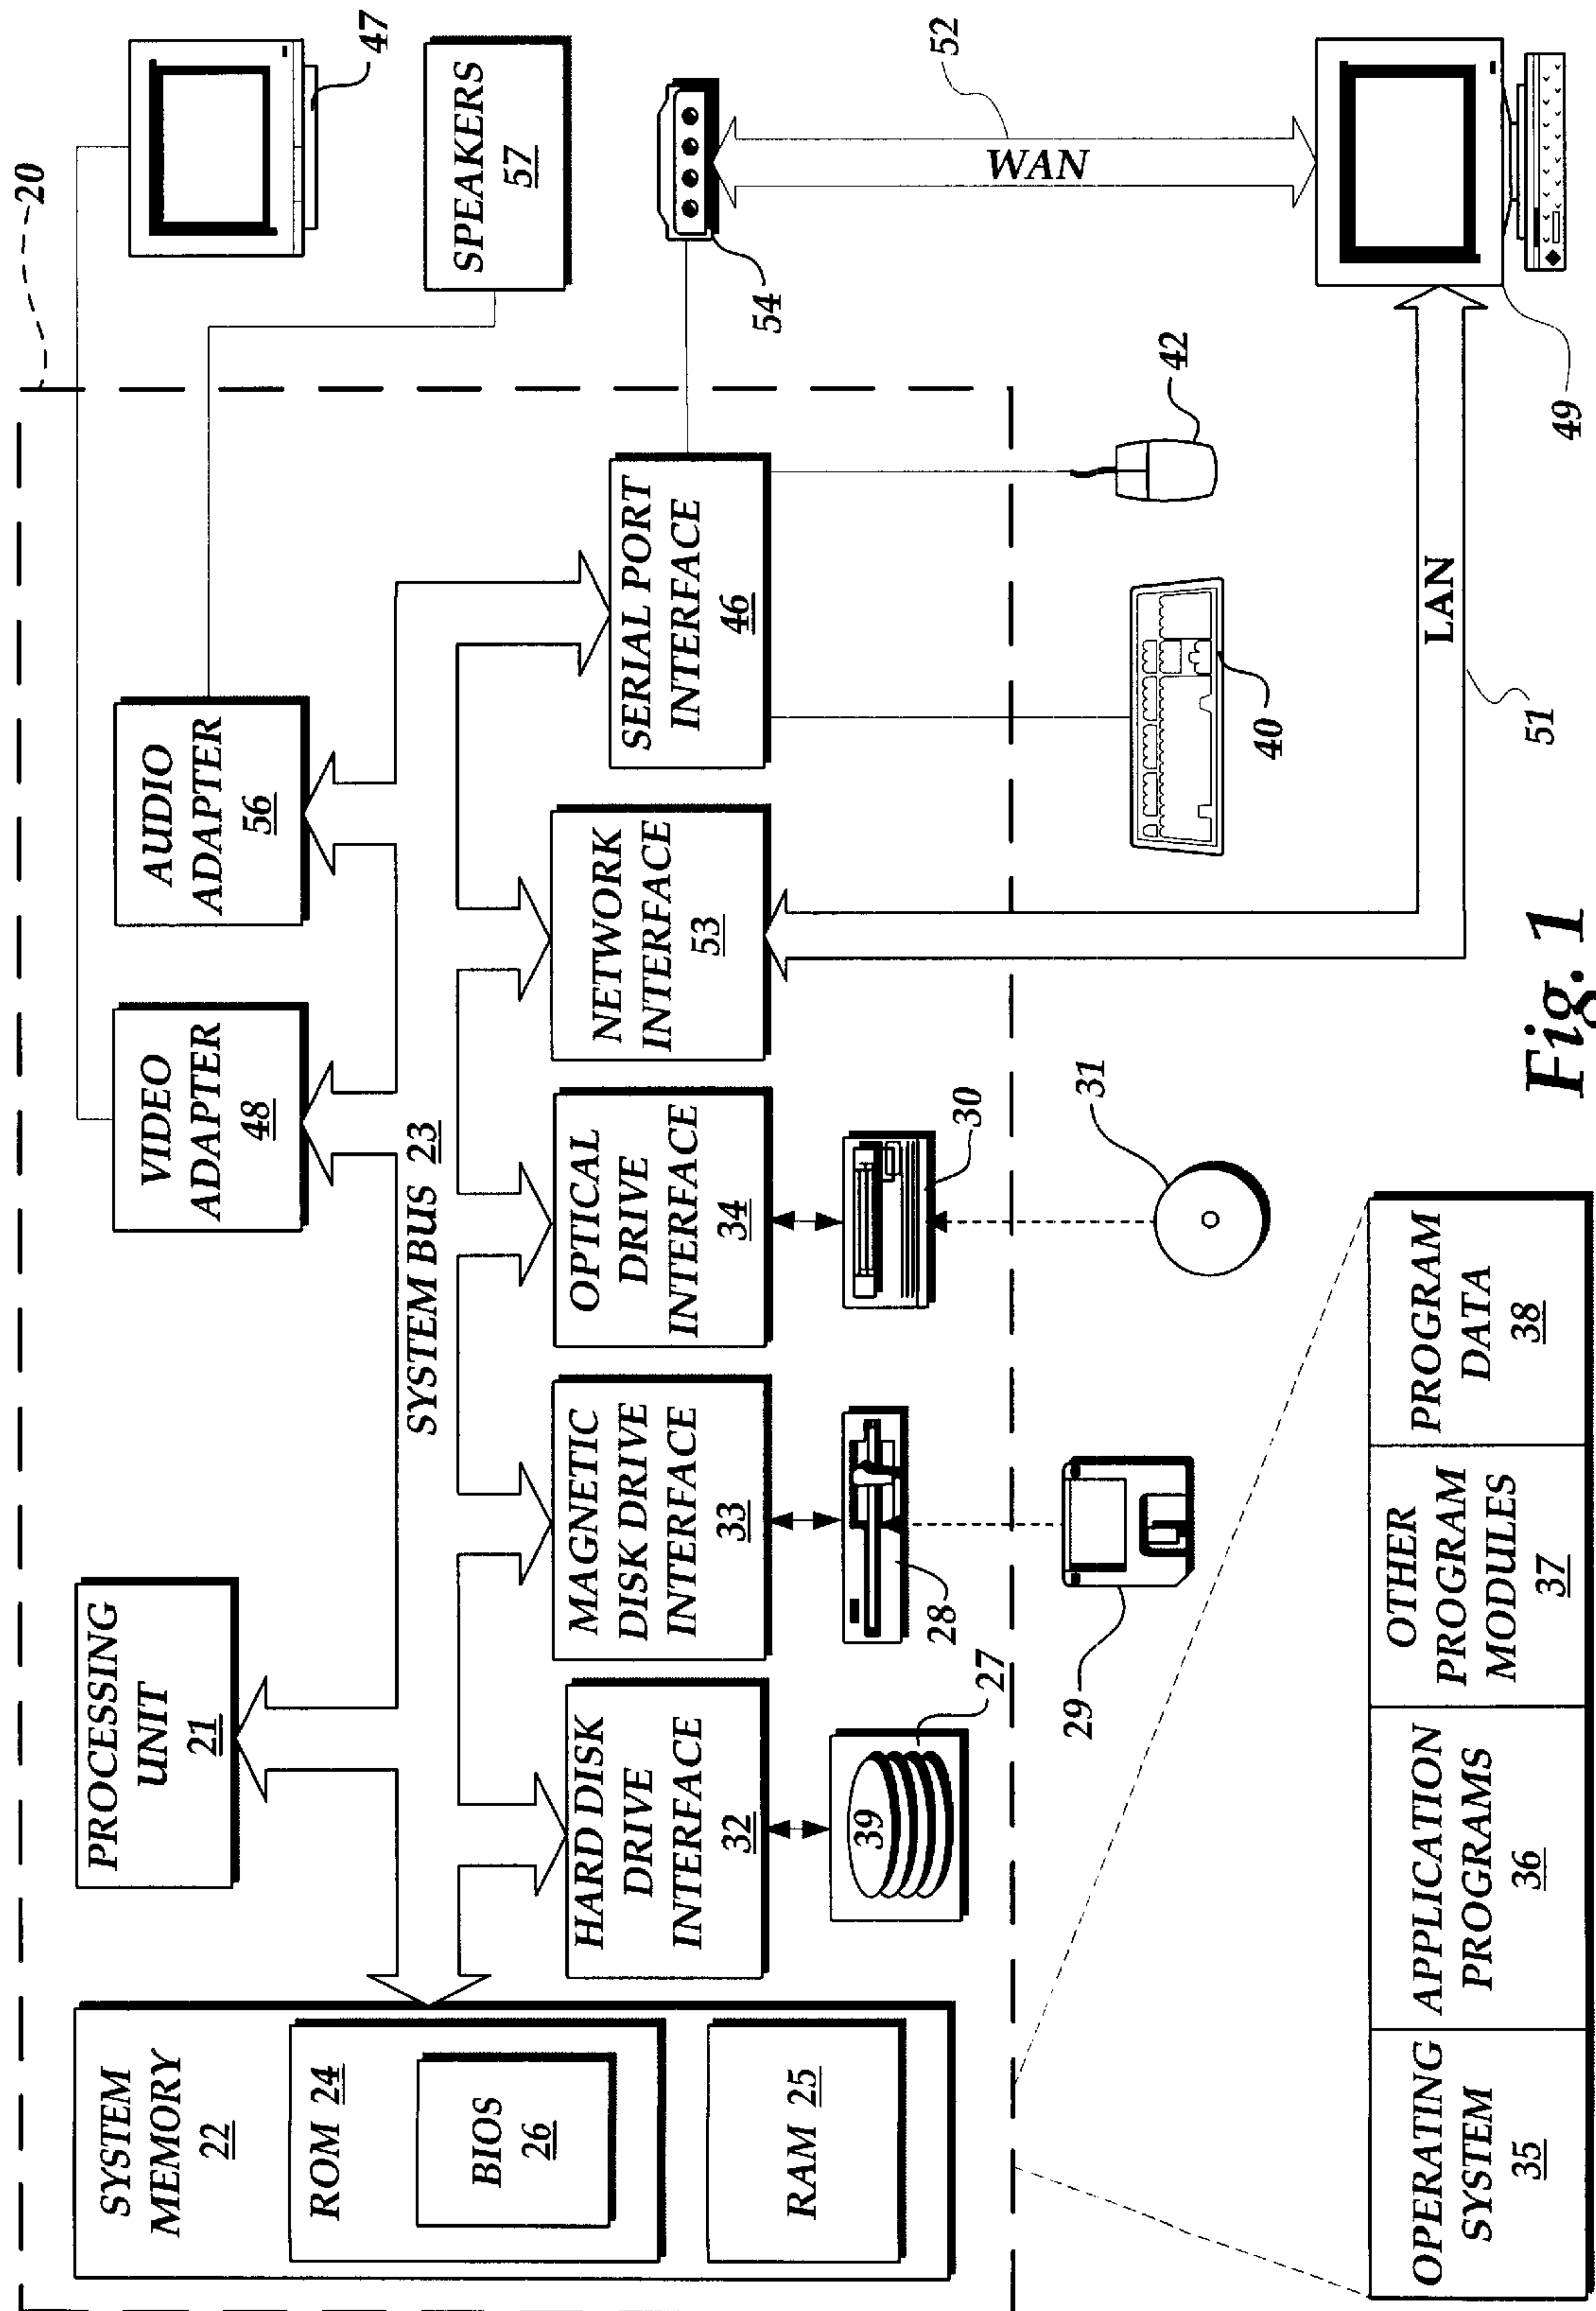 20
SYSTEM
MEMORY
22
ROM 24
BIOS
26
RAM 25
PROCESSING
UNIT
21
VIDEO
ADAPTER
48
AUDIO
ADAPTER
56
47
SPEAKERS
57
SYSTEM BUS 23
HARD DISK
DRIVE
INTERFACE
32
MAGNETIC
DISK DRIVE
INTERFACE
33
OPTICAL
DRIVE
INTERFACE
34
NETWORK
INTERFACE
53
SERIAL PORT
INTERFACE
46
54
52
WAN
39
27
28
30
29
31
40
42
LAN
51
49
OPERATING
SYSTEM
35
APPLICATION
PROGRAMS
36
OTHER
PROGRAM
MODULES
37
PROGRAM
DATA
38
Fig. 1